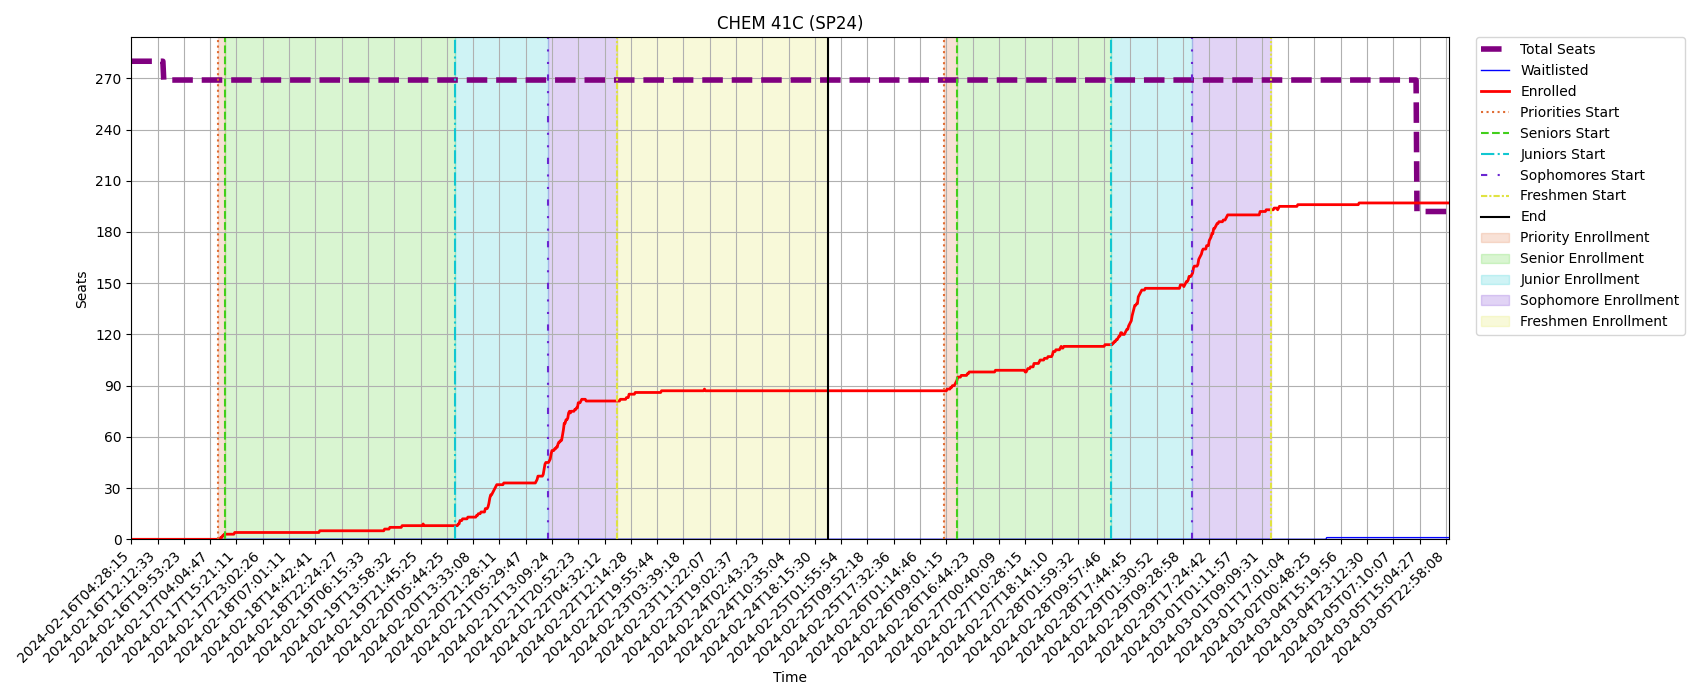 CHEM 41C (SP24)
Total Seats
Waitlisted
Enrolled
Priorities Start
Seniors Start
Juniors Start
Sophomores Start
Freshmen Start
End
Priority Enrollment
Senior Enrollment
Junior Enrollment
Sophomore Enrollment
Freshmen Enrollment
Seats
270
240
210
180
150
120
90
60
30
0
2024-02-16T04:28:15
2024-02-16T12:12:33
2024-02-16T19:53:23
2024-02-17T04:04:47
2024-02-17T15:21:11
2024-02-17T23:02:26
2024-02-18T07:01:11
2024-02-18T14:42:41
2024-02-18T22:24:27
2024-02-19T06:15:33
2024-02-19T13:58:32
2024-02-19T21:45:25
2024-02-20T05:44:25
2024-02-20T13:33:08
2024-02-20T21:28:11
2024-02-21T05:29:47
2024-02-21T13:09:24
2024-02-21T20:52:23
2024-02-22T04:32:12
2024-02-22T12:14:28
2024-02-22T19:55:44
2024-02-23T03:39:18
2024-02-23T11:22:07
2024-02-23T19:02:37
2024-02-24T02:43:23
2024-02-24T10:35:04
2024-02-24T18:15:30
2024-02-25T01:55:54
2024-02-25T09:52:18
2024-02-25T17:32:36
2024-02-26T01:14:46
2024-02-26T09:01:15
2024-02-26T16:44:23
2024-02-27T00:40:09
2024-02-27T10:28:15
2024-02-27T18:14:10
2024-02-28T01:59:32
2024-02-28T09:57:46
2024-02-28T17:44:45
2024-02-29T01:30:52
2024-02-29T09:28:58
2024-02-29T17:24:42
2024-03-01T01:11:57
2024-03-01T09:09:31
2024-03-01T17:01:04
2024-03-02T00:48:25
2024-03-04T15:19:56
2024-03-04T23:12:30
2024-03-05T07:10:07
2024-03-05T15:04:27
2024-03-05T22:58:08
Time